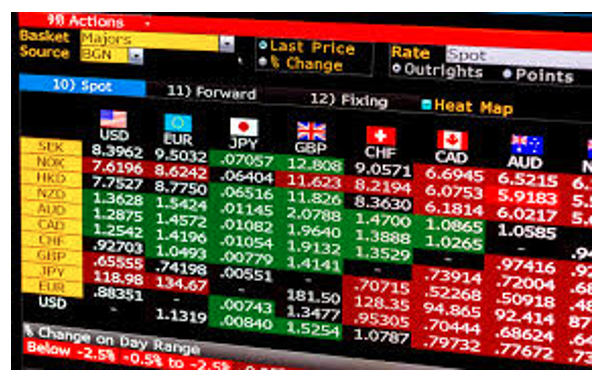 90 Actions
Basket Majors
Source BGN
Last Price
% Change
Rate Spot
Outrights Points
10) Spot 11) Forward 12) Fixing Heat Map
USD EUR JPY GBP CHF CAD AUD
SEK 8.3962 9.5032 .07057 12.808 9.0571 6.6945 6.5215
NOK 7.6196 8.6242 .06404 11.623 8.2194 6.0753 5.9183
HKD 7.7527 8.7750 .06516 11.826 8.3630 6.1814 6.0217
NZD 1.3628 1.5424 .01145 2.0788 1.4700 1.0865 1.0585
AUD 1.2875 1.4572 .01082 1.9640 1.3888 1.0265 -
CAD 1.2542 1.4196 .01054 1.9132 1.3529 - .97416
CHF .92703 1.0493 .00779 1.4141 - .73914 .72004
GBP .65555 .74198 .00551 - .70715 .52268 .50918
JPY 118.98 134.67 - 181.50 128.35 94.865 92.414
EUR .88351 - .00743 1.3477 .95305 .70444 .68624
USD - 1.1319 .00840 1.5254 1.0787 .79732 .77672
% Change on Day Range
Below -2.5% -0.5% to -2.5%